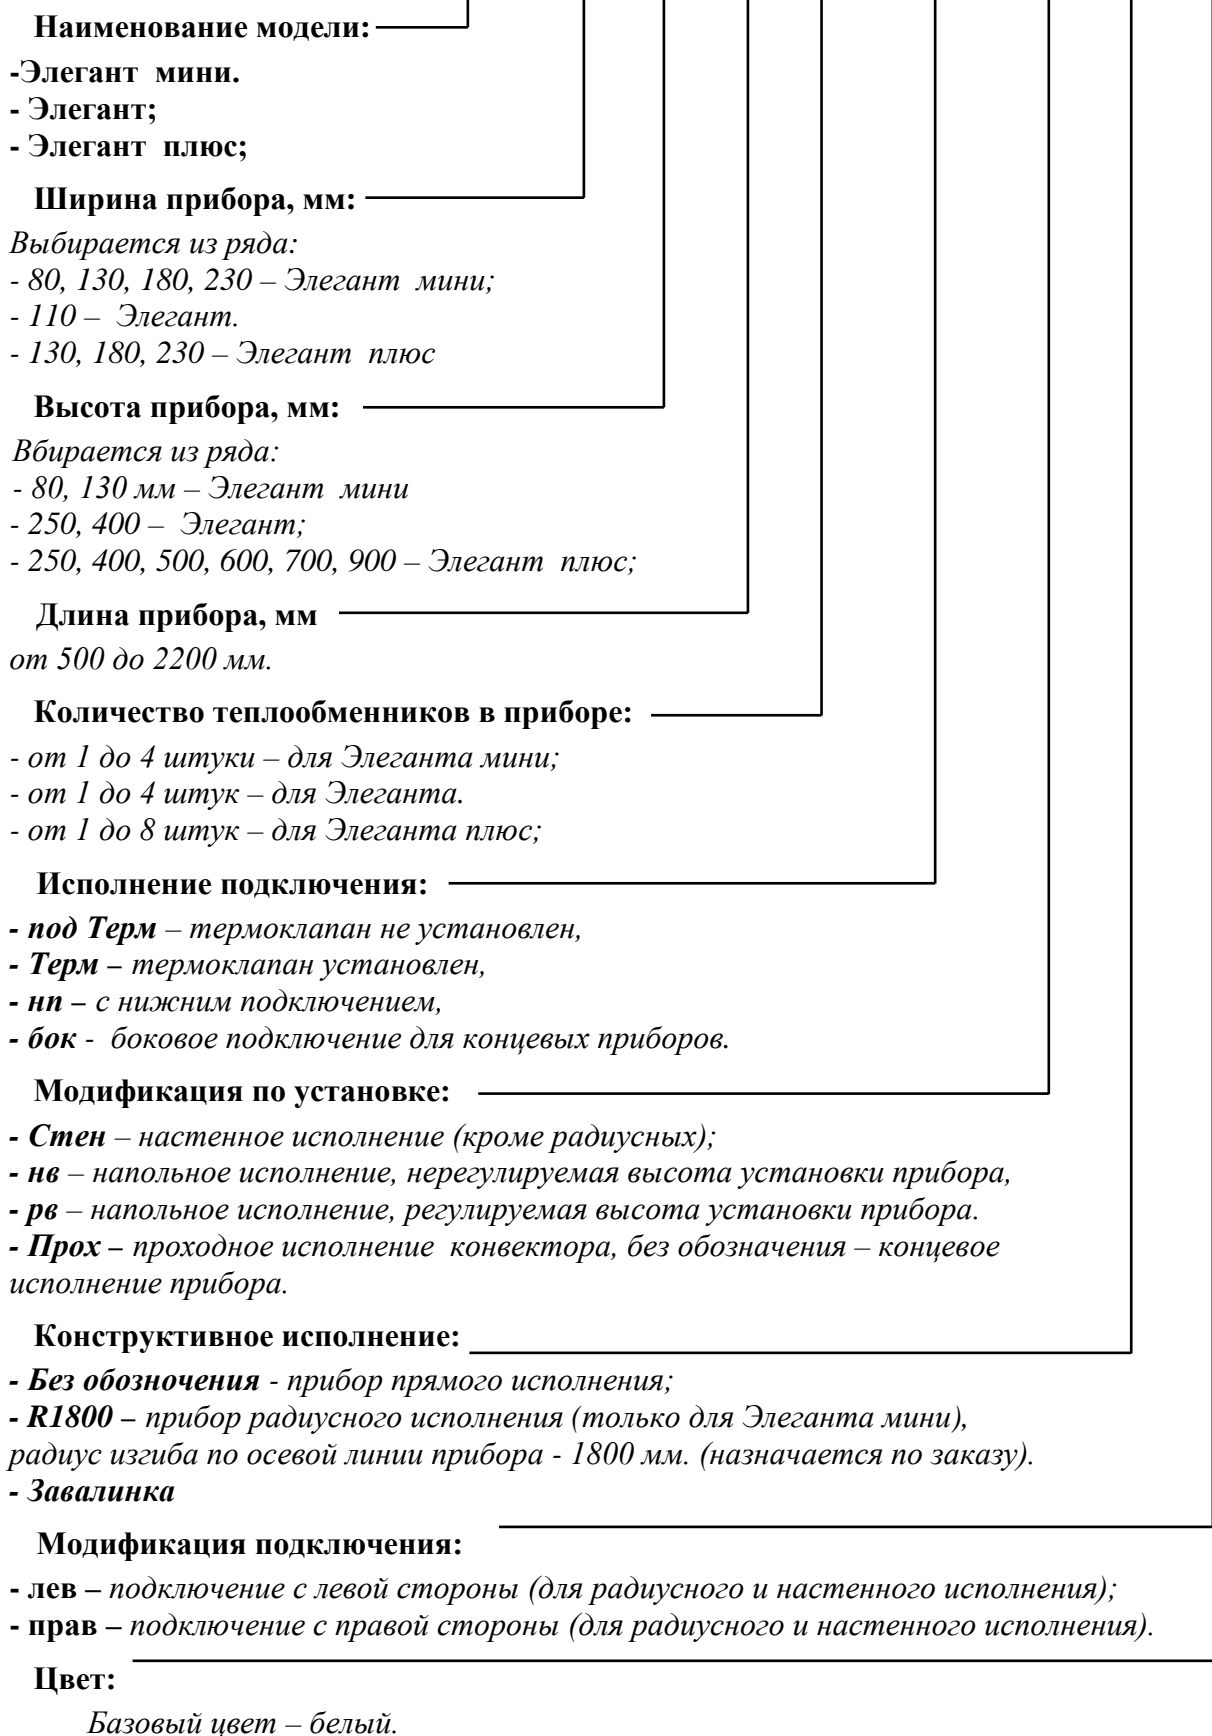 Наименование модели:
-Элегант мини.
- Элегант;
- Элегант плюс;
Ширина прибора, мм:
Выбирается из ряда:
- 80, 130, 180, 230 – Элегант мини;
- 110 – Элегант.
- 130, 180, 230 – Элегант плюс
Высота прибора, мм:
Вбирается из ряда:
- 80, 130 мм – Элегант мини
- 250, 400 – Элегант;
- 250, 400, 500, 600, 700, 900 – Элегант плюс;
Длина прибора, мм
от 500 до 2200 мм.
Количество теплообменников в приборе:
- от 1 до 4 штуки – для Элеганта мини;
- от 1 до 4 штук – для Элеганта.
- от 1 до 8 штук – для Элеганта плюс;
Исполнение подключения:
- под Терм – термоклапан не установлен,
- Терм – термоклапан установлен,
- нп – с нижним подключением,
- бок - боковое подключение для концевых приборов.
Модификация по установке:
- Стен – настенное исполнение (кроме радиусных);
- нв – напольное исполнение, нерегулируемая высота установки прибора,
- рв – напольное исполнение, регулируемая высота установки прибора.
- Прох – проходное исполнение конвектора, без обозначения – концевое
исполнение прибора.
Конструктивное исполнение:
- Без обозночения - прибор прямого исполнения;
- R1800 – прибор радиусного исполнения (только для Элеганта мини),
радиус изгиба по осевой линии прибора - 1800 мм. (назначается по заказу).
- Завалинка
Модификация подключения:
- лев – подключение с левой стороны (для радиусного и настенного исполнения);
- прав – подключение с правой стороны (для радиусного и настенного исполнения).
Цвет:
Базовый цвет – белый.